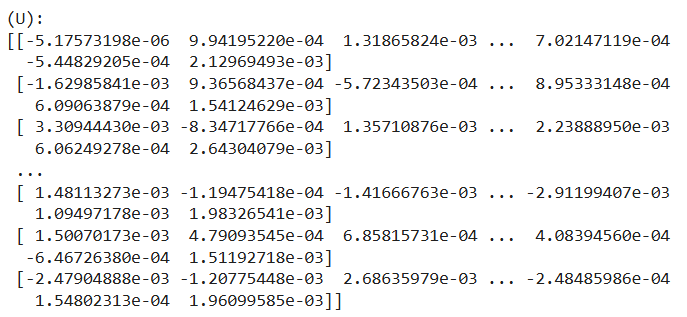 (U):
[[-5.17573198e-06  9.94195220e-04  1.31865824e-03 ...  7.02147119e-04
  -5.44829205e-04  2.12969493e-03]
 [-1.62985841e-03  9.36568437e-04 -5.72343503e-04 ...  8.95333148e-04
   6.09063879e-04  1.54124629e-03]
 [ 3.30944430e-03 -8.34717766e-04  1.35710876e-03 ...  2.23888950e-03
   6.06249278e-04  2.64304079e-03]
 ...
 [ 1.48113273e-03 -1.19475418e-04 -1.41666763e-03 ... -2.91199407e-03
   1.09497178e-03  1.98326541e-03]
 [ 1.50070173e-03  4.79093545e-04  6.85815731e-04 ...  4.08394560e-04
  -6.46726380e-04  1.51192718e-03]
 [-2.47904888e-03 -1.20775448e-03  2.68635979e-03 ... -2.48485986e-04
   1.54802313e-04  1.96099585e-03]]